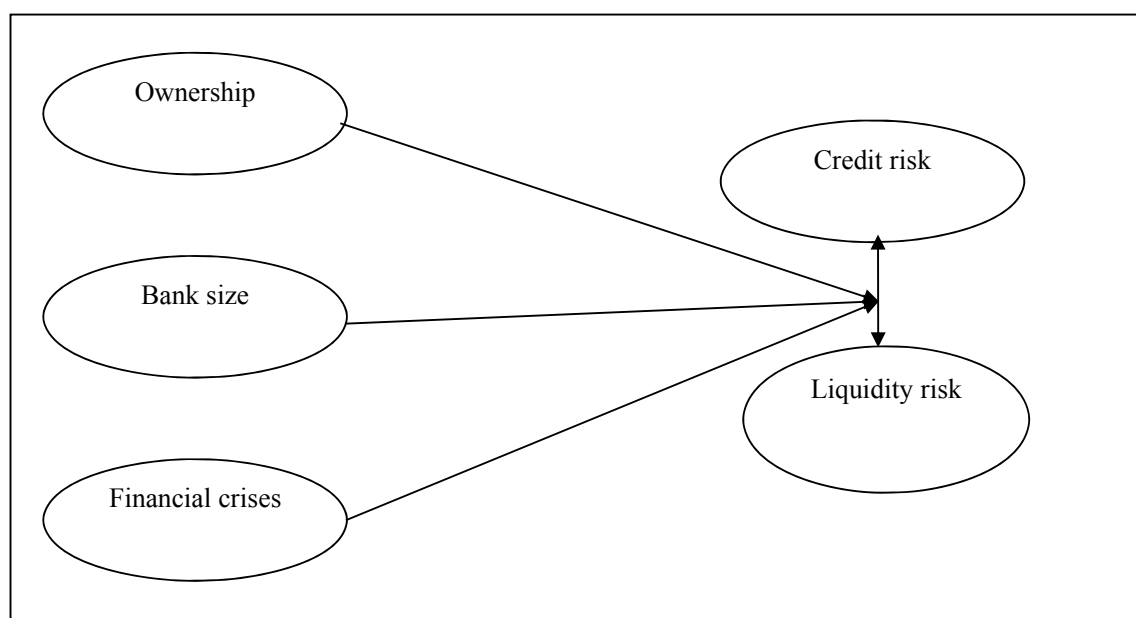 Ownership
Credit risk
Bank size
Liquidity risk
Financial crises